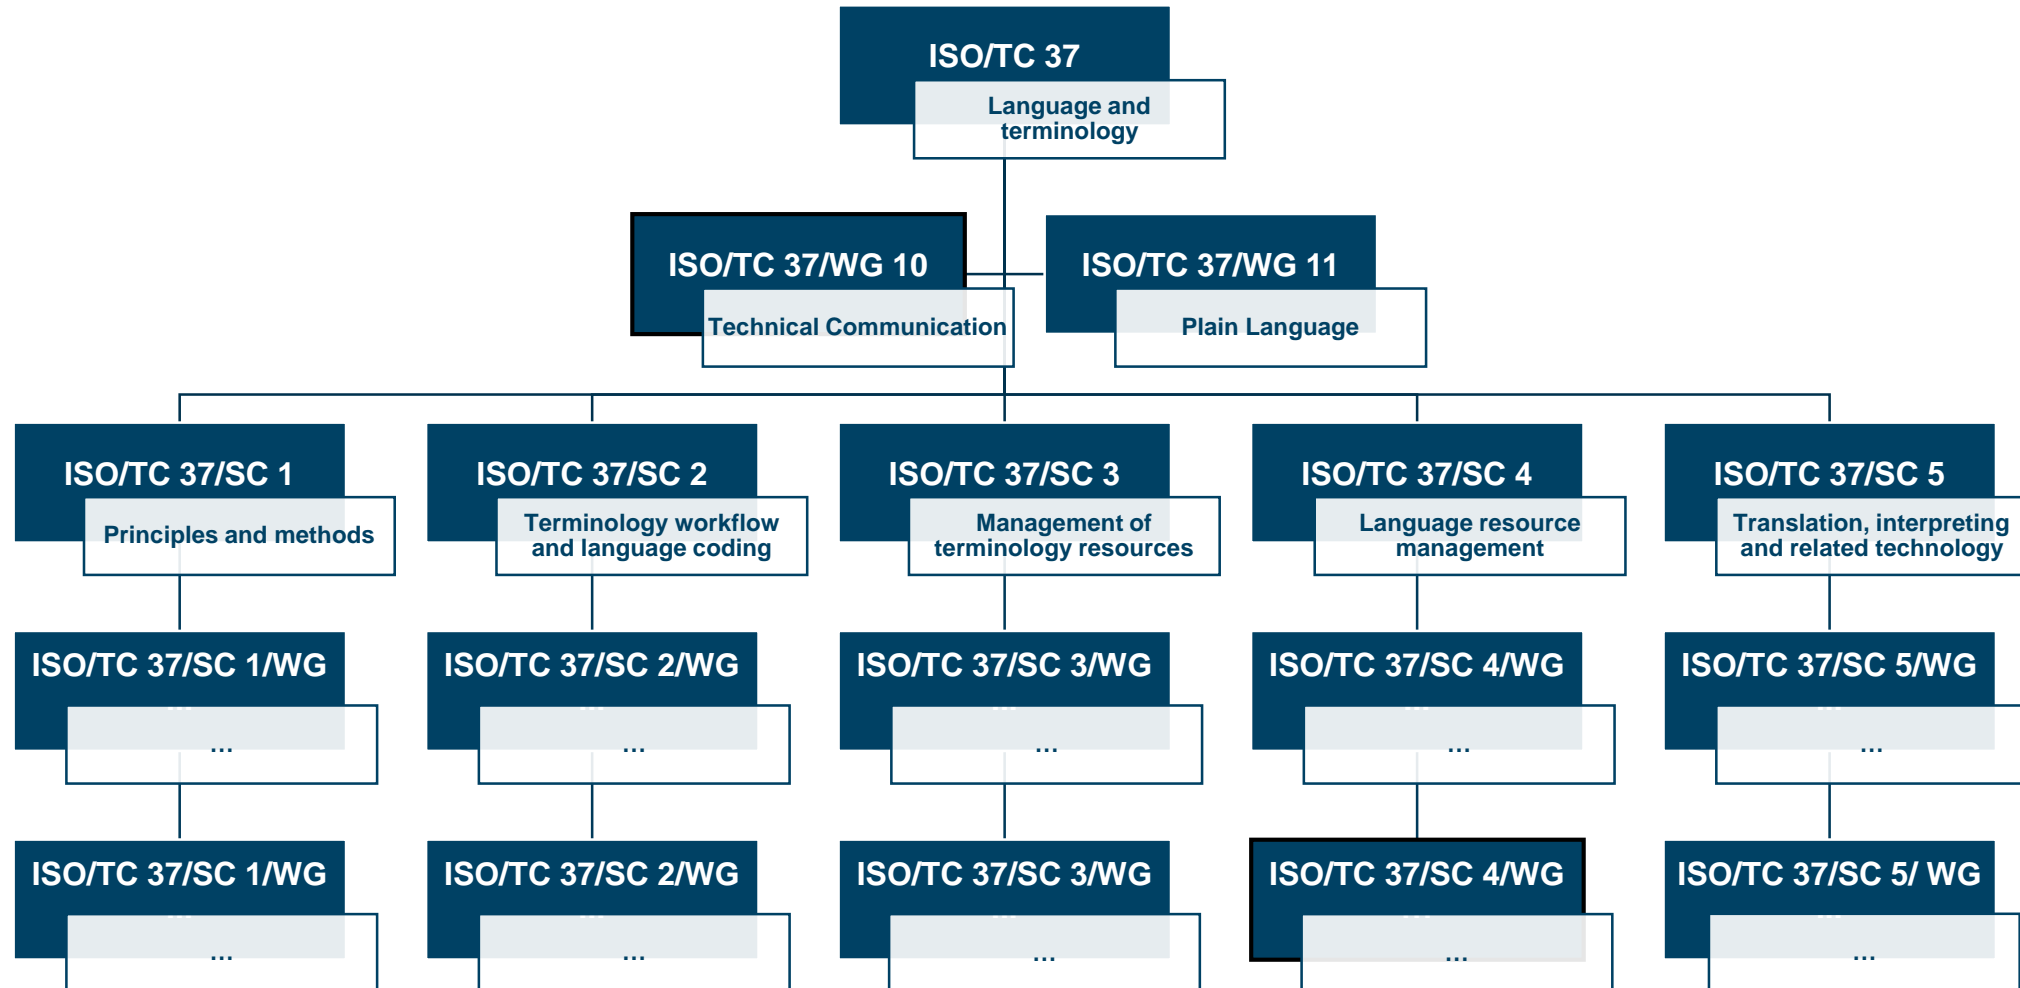 ISO/TC 37
Language and
terminology
ISO/TC 37/WG 10
Technical Communication
ISO/TC 37/WG 11
Plain Language
ISO/TC 37/SC 1
Principles and methods
ISO/TC 37/SC 2
Terminology workflow
and language coding
ISO/TC 37/SC 3
Management of
terminology resources
ISO/TC 37/SC 4
Language resource
management
ISO/TC 37/SC 5
Translation, interpreting
and related technology
ISO/TC 37/SC 1/WG
...
...
ISO/TC 37/SC 2/WG
...
...
ISO/TC 37/SC 3/WG
...
...
ISO/TC 37/SC 4/WG
...
...
ISO/TC 37/SC 5/WG
...
...
ISO/TC 37/SC 1/WG
...
...
ISO/TC 37/SC 2/WG
...
...
ISO/TC 37/SC 3/WG
...
...
ISO/TC 37/SC 4/WG
...
...
ISO/TC 37/SC 5/ WG
...
...